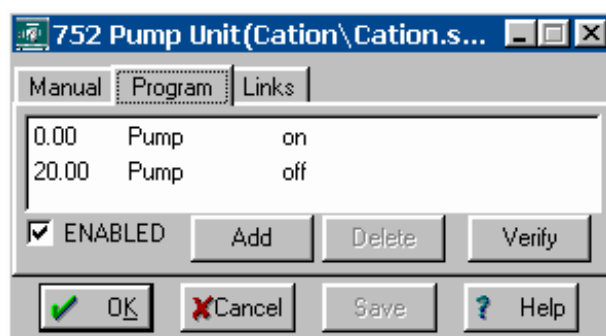 752 Pump Unit(Cation\Cation.s...
Manual Program Links
0.00 Pump on
20.00 Pump off
ENABLED Add Delete Verify
OK Cancel Save ? Help